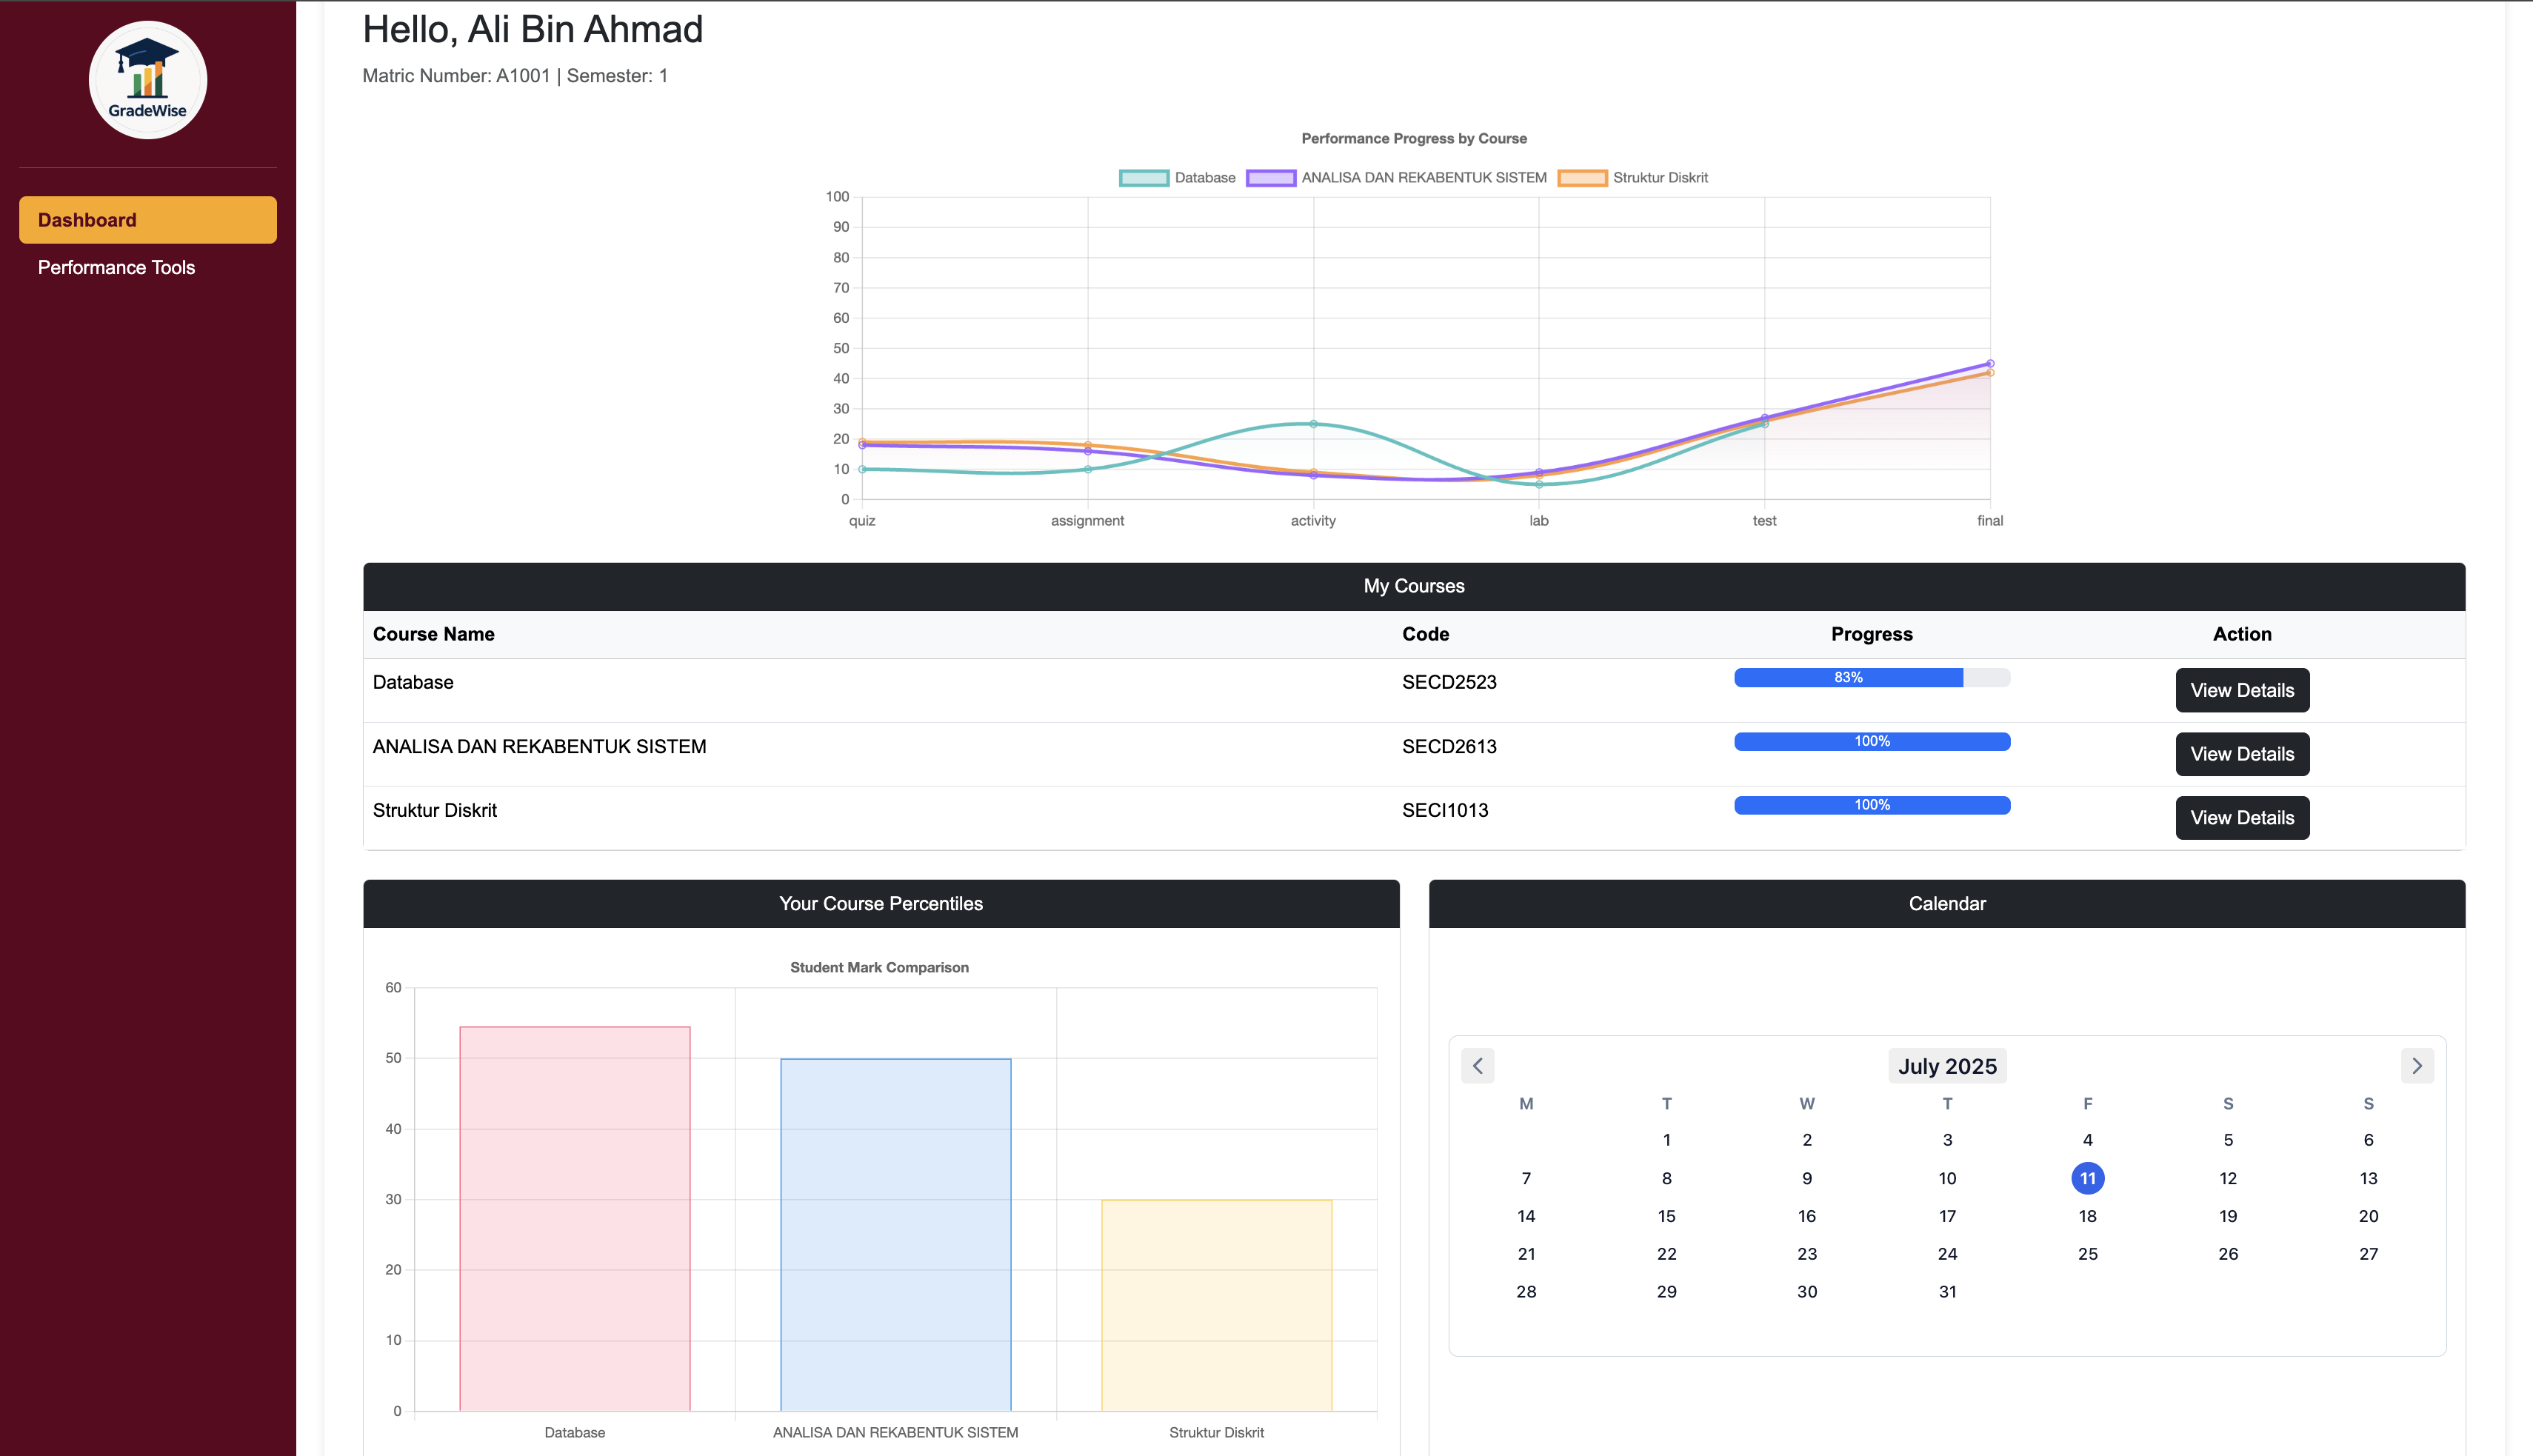 GradeWise
Dashboard
Performance Tools
Hello, Ali Bin Ahmad
Matric Number: A1001 | Semester: 1
Performance Progress by Course
Database ANALISA DAN REKABENTUK SISTEM Struktur Diskrit
100
90
80
70
60
50
40
30
20
10
0
quiz assignment activity lab test final
My Courses
Course Name Code Progress Action
Database SECD2523 83% View Details
ANALISA DAN REKABENTUK SISTEM SECD2613 100% View Details
Struktur Diskrit SECI1013 100% View Details
Your Course Percentiles
Student Mark Comparison
60
50
40
30
20
10
0
Database ANALISA DAN REKABENTUK SISTEM Struktur Diskrit
Calendar
July 2025
M T W T F S S
1 2 3 4 5 6
7 8 9 10 11 12 13
14 15 16 17 18 19 20
21 22 23 24 25 26 27
28 29 30 31